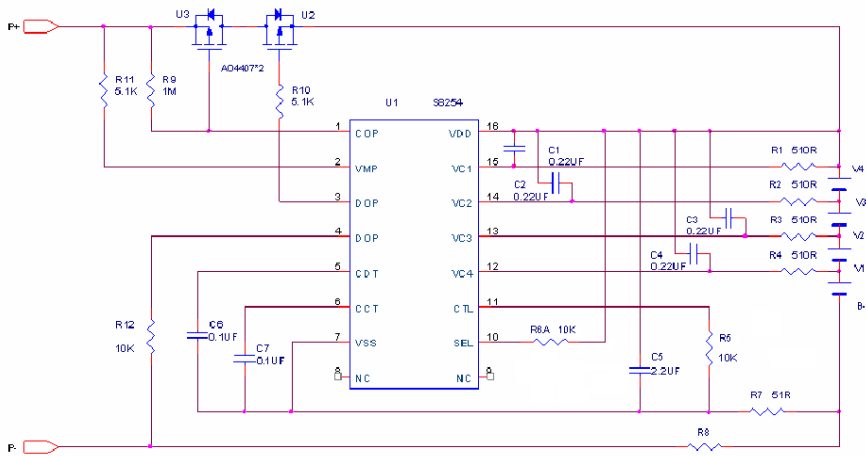 U3
U2
P+
AO4407*2
R11
5.1K
R9
1M
R10
5.1K
U1
S8254
1
COP
VDD
16
2
VMP
VC1
15
3
DOP
VC2
14
4
DOP
VC3
13
5
CDT
VC4
12
6
CCT
CTL
11
7
VSS
SEL
10
8
NC
NC
9
C1
0.22UF
C2
0.22UF
C3
0.22UF
C4
0.22UF
R1 510R
R2 510R
R3 510R
R4 510R
V4
V3
V2
V1
B-
R12
10K
C6
0.1UF
C7
0.1UF
R6A 10K
R5
10K
C5
2.2UF
R7 51R
R8
P-